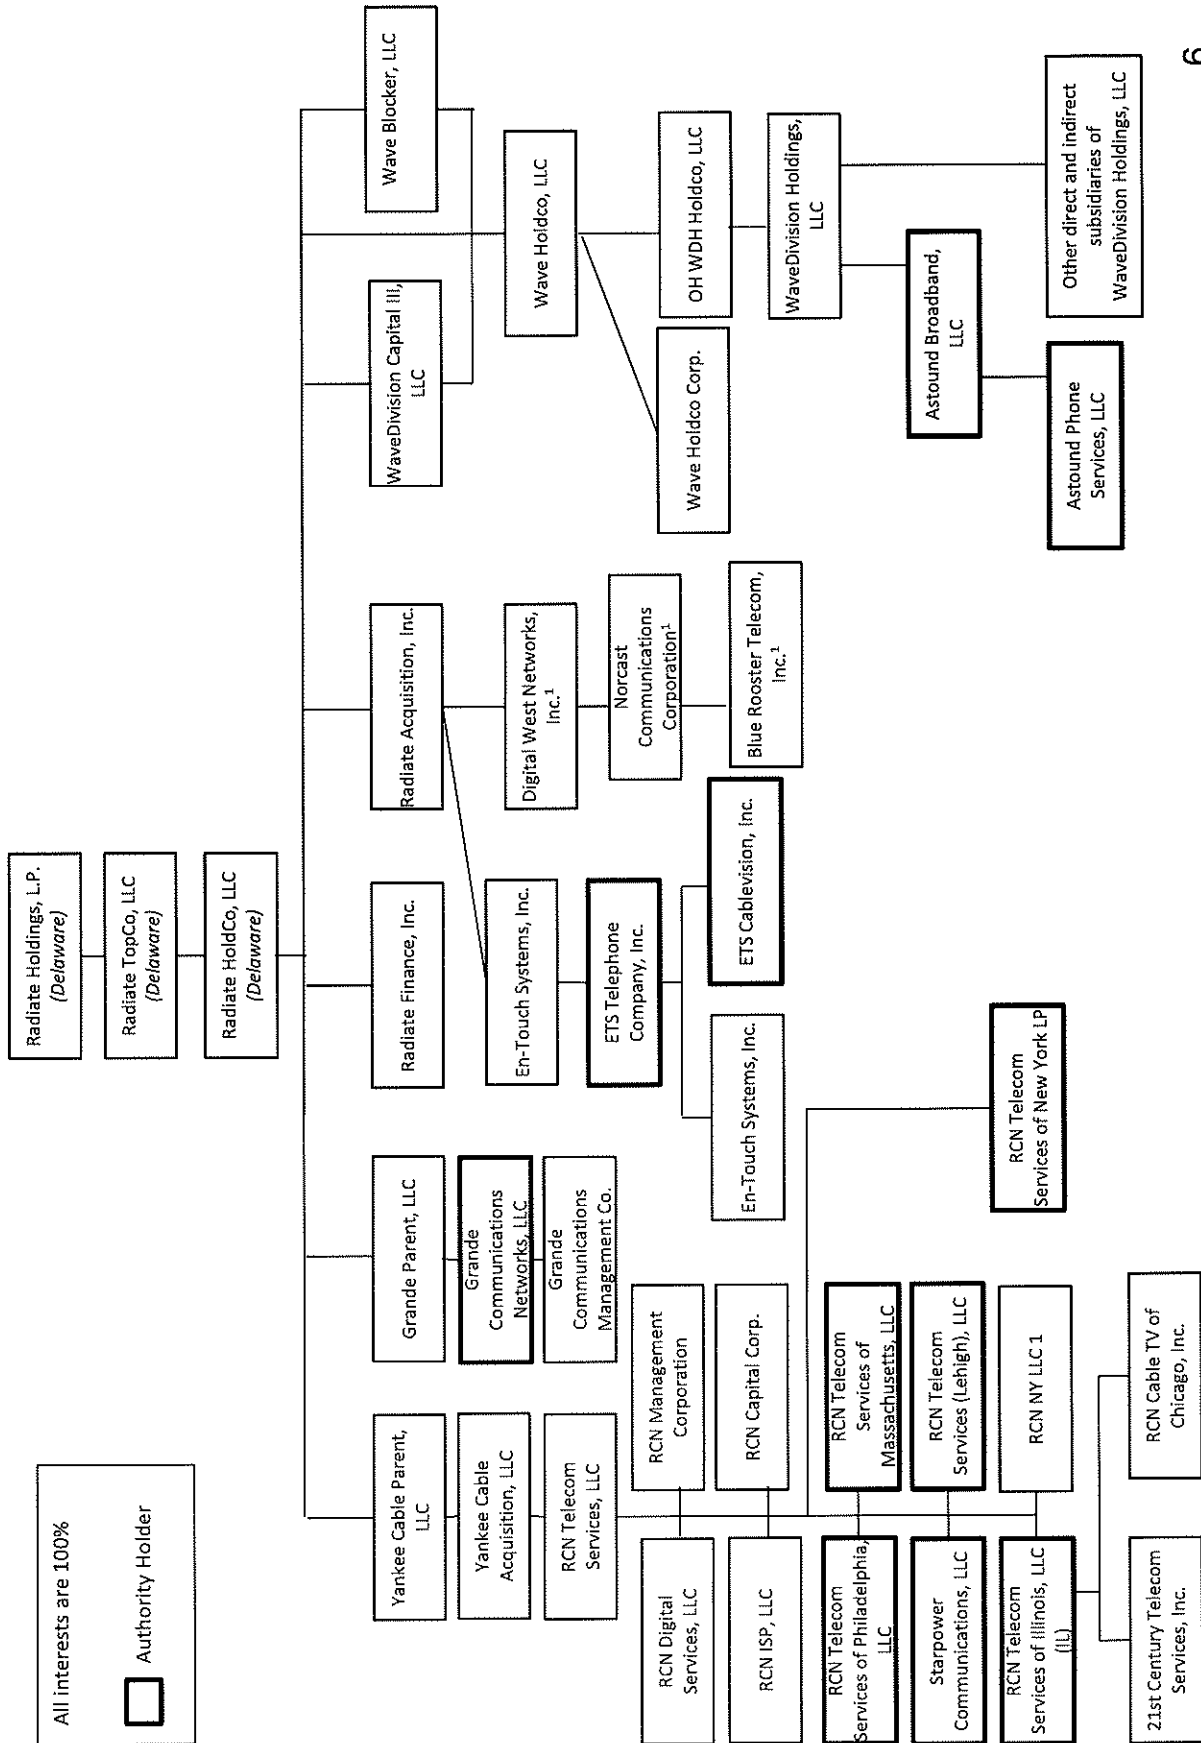 All interests are 100%
Authority Holder
Radiate Holdings, L.P.
(Delaware)
Radiate TopCo, LLC
(Delaware)
Radiate HoldCo, LLC
(Delaware)
Yankee Cable Parent,
LLC
Grande Parent, LLC
Radiate Finance, Inc.
Radiate Acquisition, Inc.
WaveDivision Capital III,
LLC
Wave Blocker, LLC
Yankee Cable
Acquisition, LLC
Grande
Communications
Networks, LLC
En-Touch Systems, Inc.
Digital West Networks,
Inc.¹
Wave Holdco, LLC
RCN Telecom
Services, LLC
Grande
Communications
Management Co.
ETS Telephone
Company, Inc.
Norcast
Communications
Corporation¹
Wave Holdco Corp.
OH WDH Holdco, LLC
RCN Digital
Services, LLC
RCN Management
Corporation
En-Touch Systems, Inc.
ETS Cablevision, Inc.
Blue Rooster Telecom,
Inc.¹
WaveDivision Holdings,
LLC
RCN ISP, LLC
RCN Capital Corp.
RCN Telecom
Services of Philadelphia,
LLC
RCN Telecom
Services of
Massachusetts, LLC
Starpower
Communications, LLC
RCN Telecom
Services (Lehigh), LLC
Astound Broadband,
LLC
RCN Telecom
Services of Illinois, LLC
(IL)
RCN NY LLC 1
RCN Telecom
Services of New York LP
Astound Phone
Services, LLC
Other direct and indirect
subsidiaries of
WaveDivision Holdings, LLC
21st Century Telecom
Services, Inc.
RCN Cable TV of
Chicago, Inc.